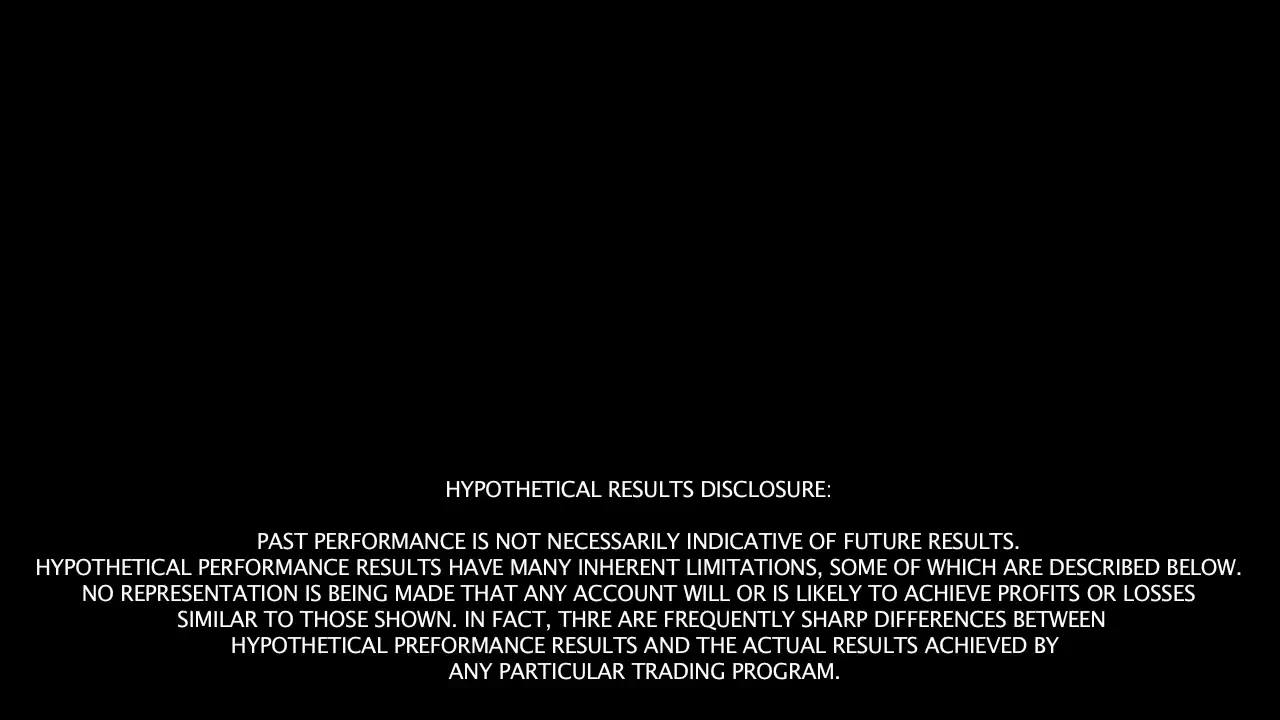 HYPOTHETICAL RESULTS DISCLOSURE:
PAST PERFORMANCE IS NOT NECESSARILY INDICATIVE OF FUTURE RESULTS.
HYPOTHETICAL PERFORMANCE RESULTS HAVE MANY INHERENT LIMITATIONS, SOME OF WHICH ARE DESCRIBED BELOW.
NO REPRESENTATION IS BEING MADE THAT ANY ACCOUNT WILL OR IS LIKELY TO ACHIEVE PROFITS OR LOSSES
SIMILAR TO THOSE SHOWN. IN FACT, THRE ARE FREQUENTLY SHARP DIFFERENCES BETWEEN
HYPOTHETICAL PREFORMANCE RESULTS AND THE ACTUAL RESULTS ACHIEVED BY
ANY PARTICULAR TRADING PROGRAM.